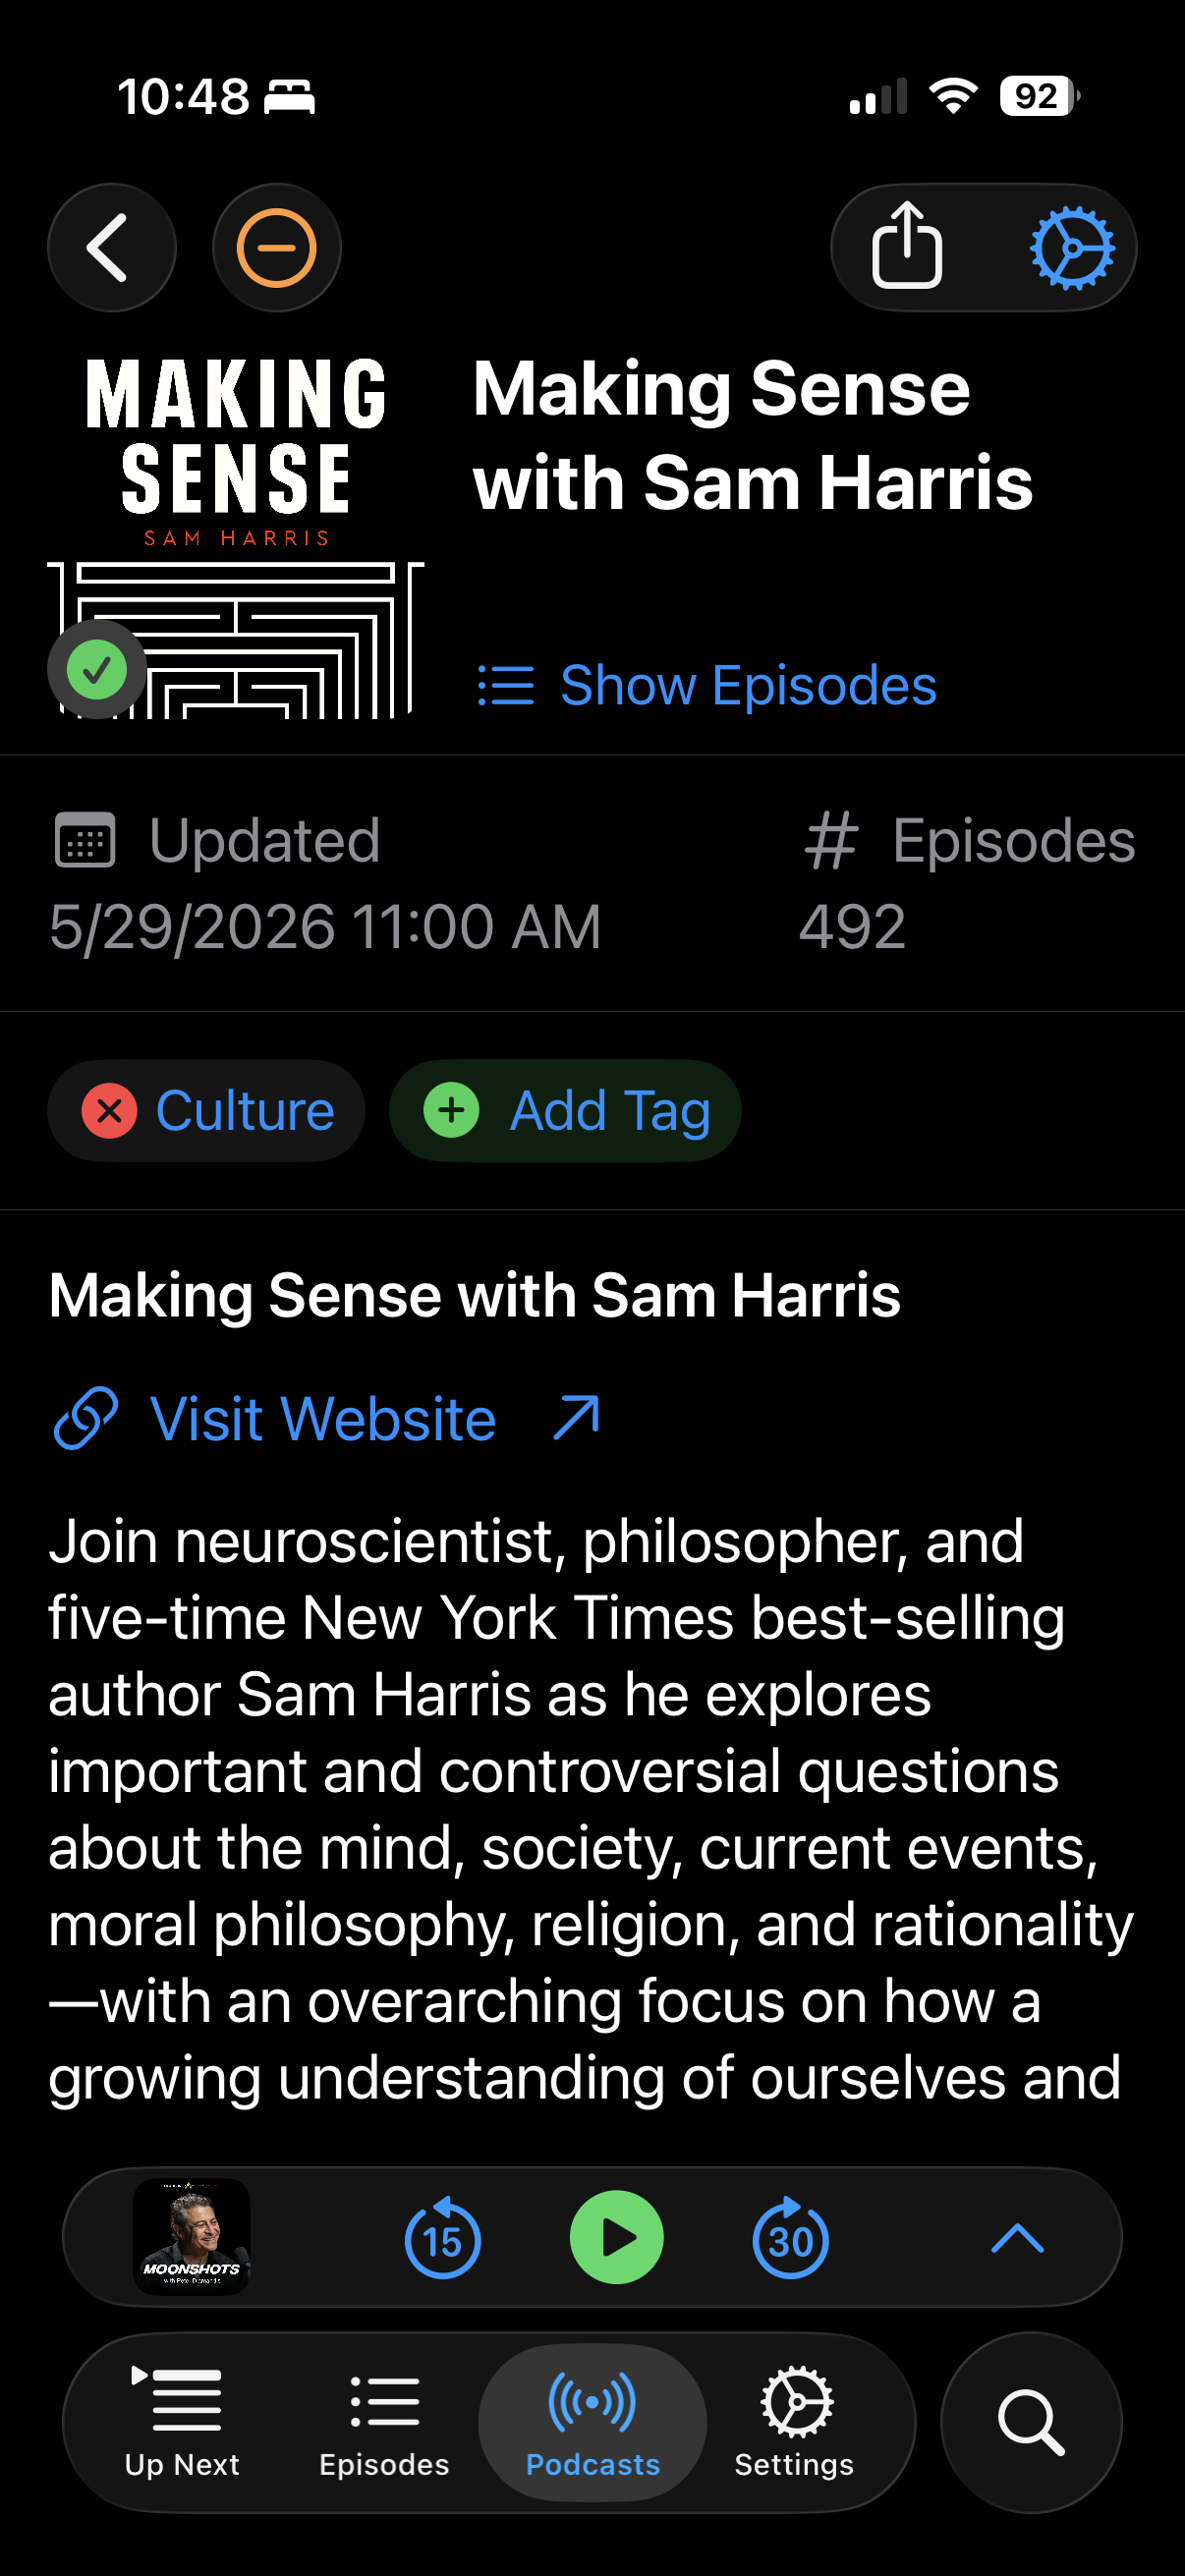 10:48
92
MAKING
SENSE
SAM HARRIS
Making Sense
with Sam Harris
Show Episodes
Updated
5/29/2026 11:00 AM
# Episodes
492
Culture
Add Tag
Making Sense with Sam Harris
Visit Website
Join neuroscientist, philosopher, and
five-time New York Times best-selling
author Sam Harris as he explores
important and controversial questions
about the mind, society, current events,
moral philosophy, religion, and rationality
—with an overarching focus on how a
growing understanding of ourselves and
MOONSHOTS
with Peter Diamandis
15
30
Up Next
Episodes
Podcasts
Settings